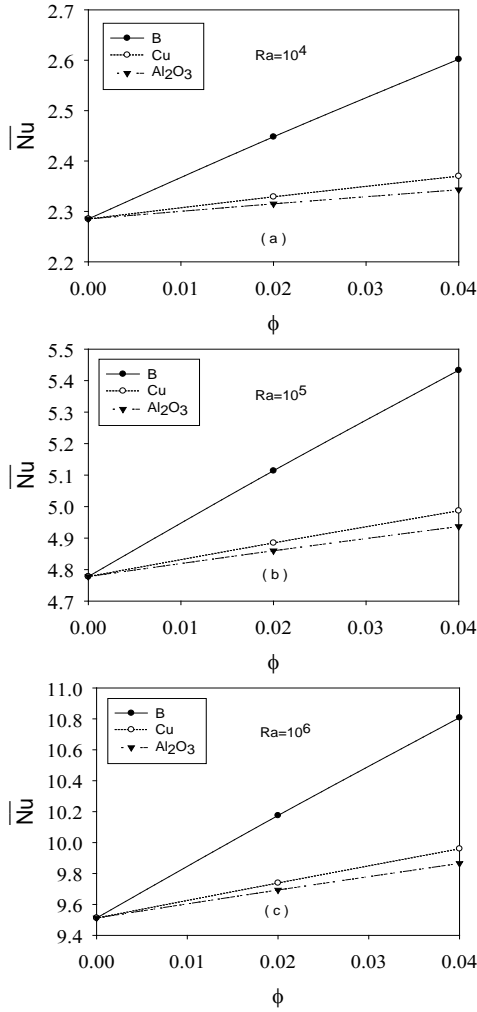 2.7
B
Cu
Al2O3
Ra=10^4
2.6
2.5
2.4
2.3
2.2
Nu
( a )
0.00 0.01 0.02 0.03 0.04
ϕ
5.5
B
Cu
Al2O3
Ra=10^5
5.4
5.3
5.2
5.1
5.0
4.9
4.8
4.7
Nu
( b )
0.00 0.01 0.02 0.03 0.04
ϕ
11.0
B
Cu
Al2O3
Ra=10^6
10.8
10.6
10.4
10.2
10.0
9.8
9.6
9.4
Nu
( c )
0.00 0.01 0.02 0.03 0.04
ϕ